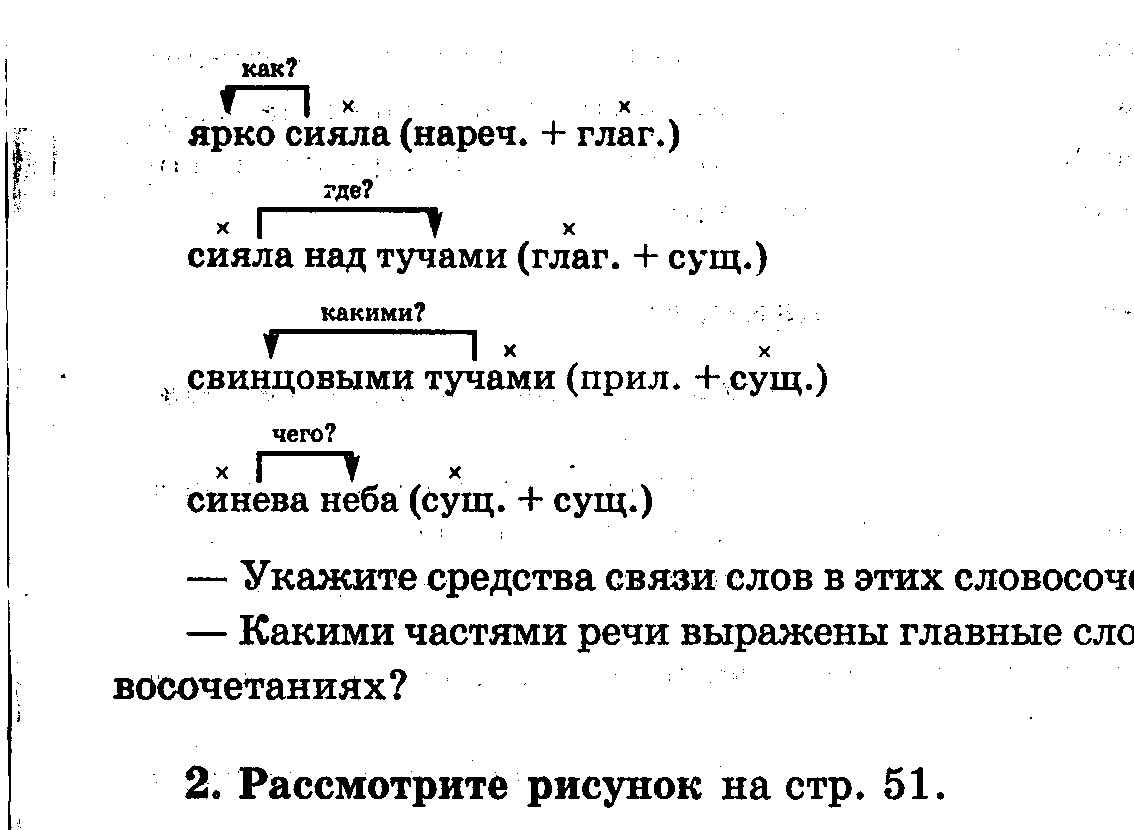 как?
× ×
ярко сияла (нареч. + глаг.)
где?
× ×
сияла над тучами (глаг. + сущ.)
какими?
× ×
свинцовыми тучами (прил. + сущ.)
чего?
× ×
синева неба (сущ. + сущ.)
— Укажите средства связи слов в этих словосоче
— Какими частями речи выражены главные сло
восочетаниях?
2. Рассмотрите рисунок на стр. 51.